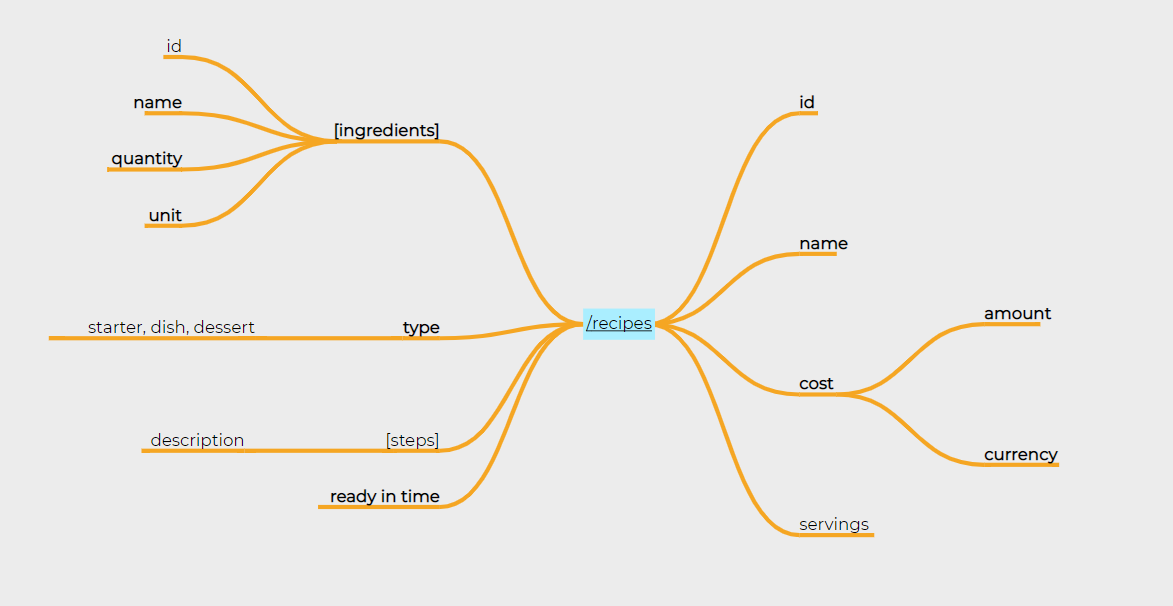 id
name
quantity
unit
[ingredients]
starter, dish, dessert
type
description
[steps]
ready in time
/recipes
id
name
cost
amount
currency
servings